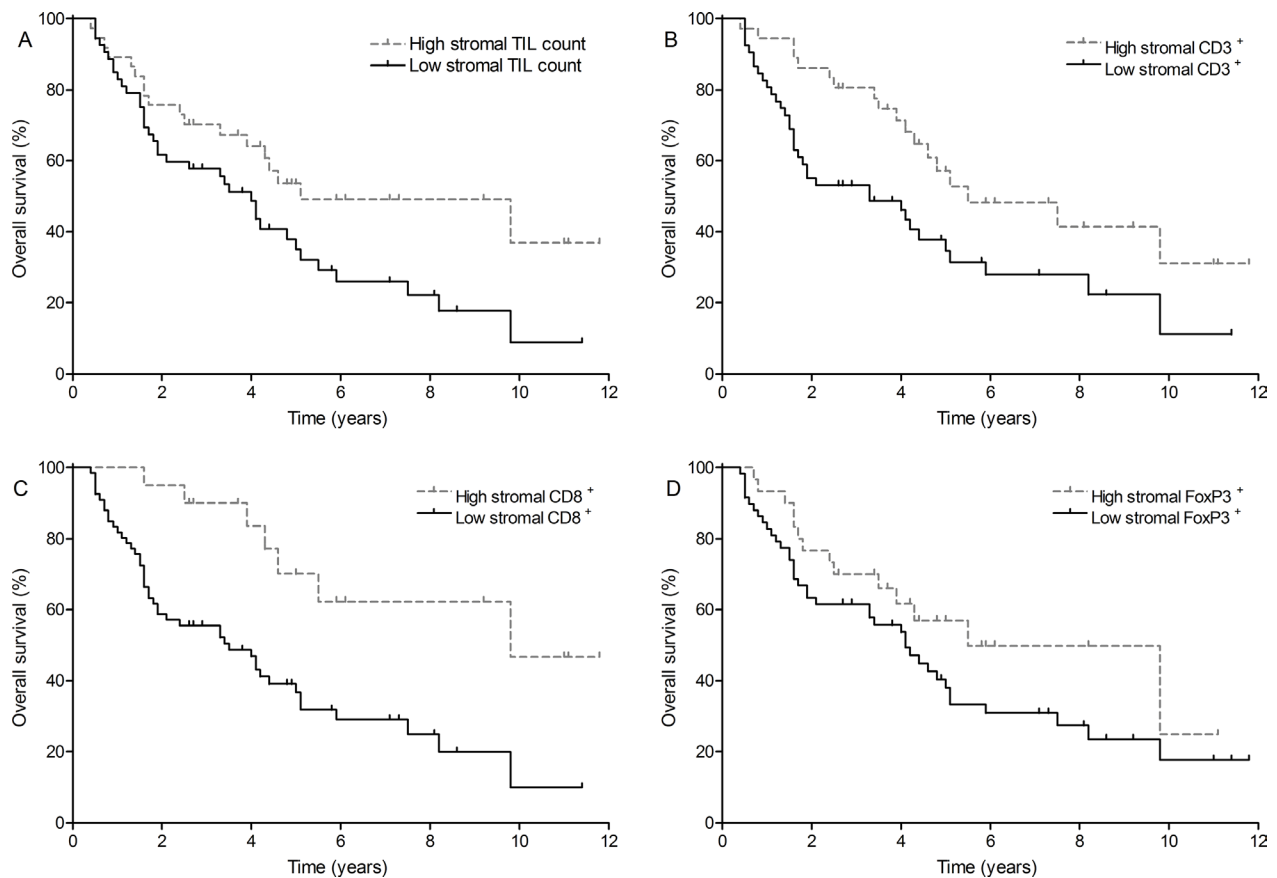 A
High stromal TIL count
Low stromal TIL count
Overall survival (%)
100
80
60
40
20
0
0 2 4 6 8 10 12
Time (years)
B
High stromal CD3 +
Low stromal CD3 +
Overall survival (%)
100
80
60
40
20
0
0 2 4 6 8 10 12
Time (years)
C
High stromal CD8 +
Low stromal CD8 +
Overall survival (%)
100
80
60
40
20
0
0 2 4 6 8 10 12
Time (years)
D
High stromal FoxP3 +
Low stromal FoxP3 +
Overall survival (%)
100
80
60
40
20
0
0 2 4 6 8 10 12
Time (years)